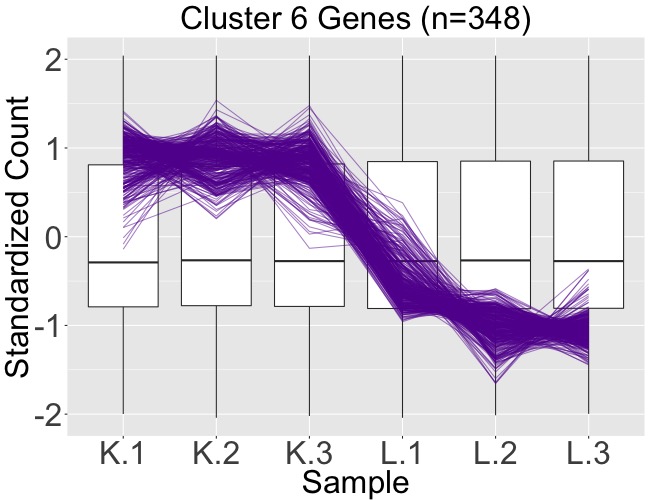 Cluster 6 Genes (n=348)
Standardized Count
2
1
0
-1
-2
K.1 K.2 K.3 L.1 L.2 L.3
Sample